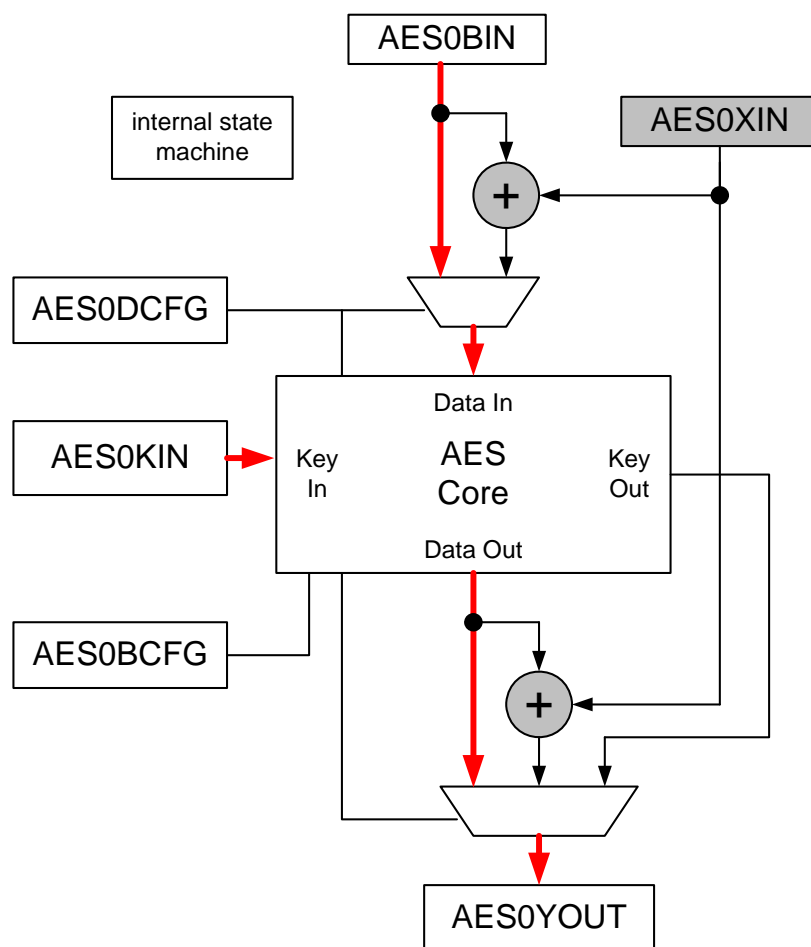 AES0BIN
internal state
machine
AES0XIN
+
AES0DCFG
Data In
AES0KIN
Key
In
AES
Core
Key
Out
Data Out
AES0BCFG
+
AES0YOUT